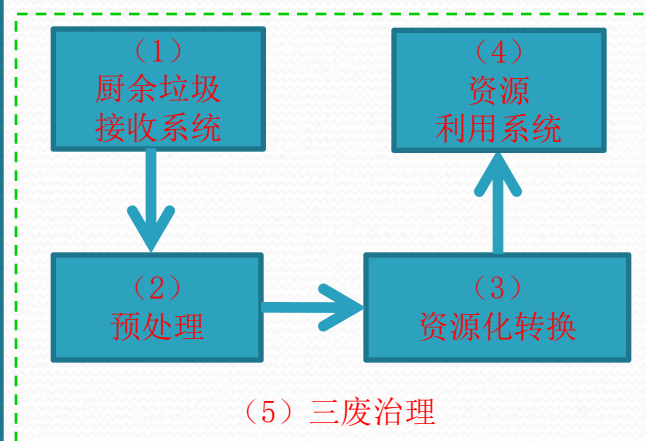 （1）
厨余垃圾
接收系统
（4）
资源
利用系统
（2）
预处理
（3）
资源化转换
（5）三废治理